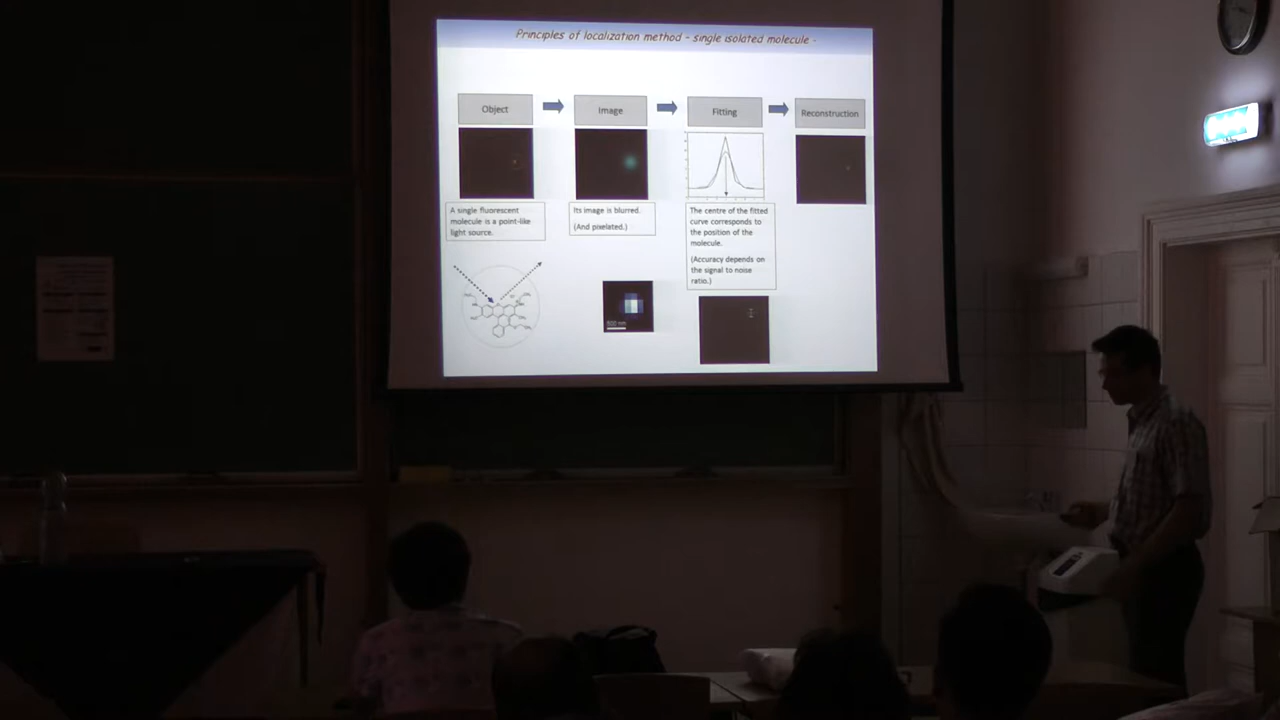 Principles of localization method - single isolated molecule -
Object
Image
Fitting
Reconstruction
A single fluorescent
molecule is a point-like
light source.
Its image is blurred.
(And pixelated.)
The centre of the fitted
curve corresponds to
the position of the
molecule.
(Accuracy depends on
the signal to noise
ratio.)
500 nm